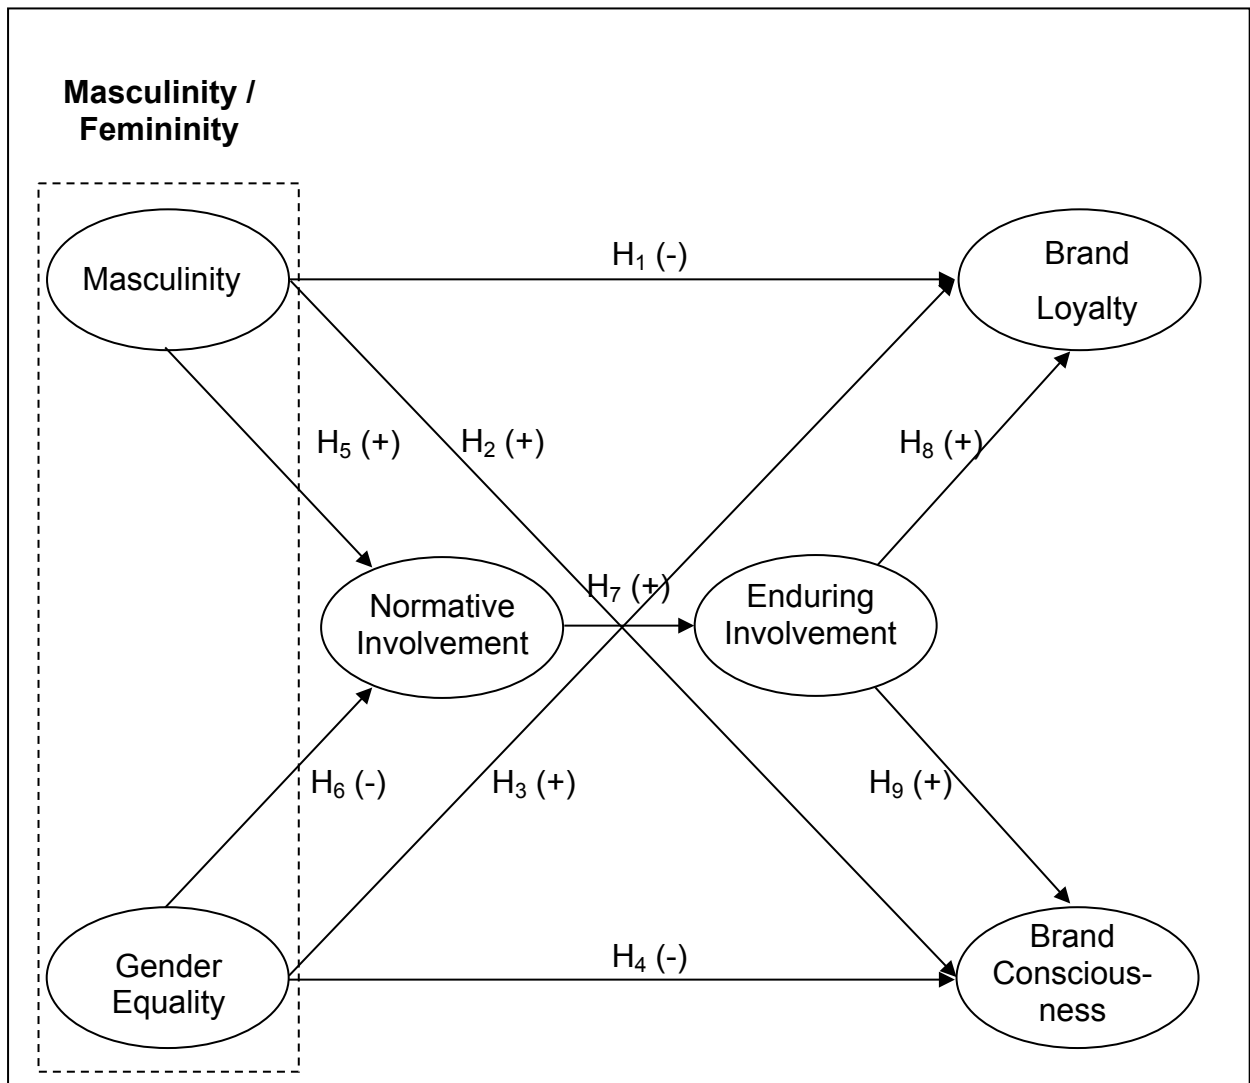 Masculinity /
Femininity
Masculinity
H₁ (-)
Brand
Loyalty
H₅ (+)
H₂ (+)
H₈ (+)
Normative
Involvement
H₇ (+)
Enduring
Involvement
H₆ (-)
H₃ (+)
H₉ (+)
Gender
Equality
H₄ (-)
Brand
Conscious-
ness